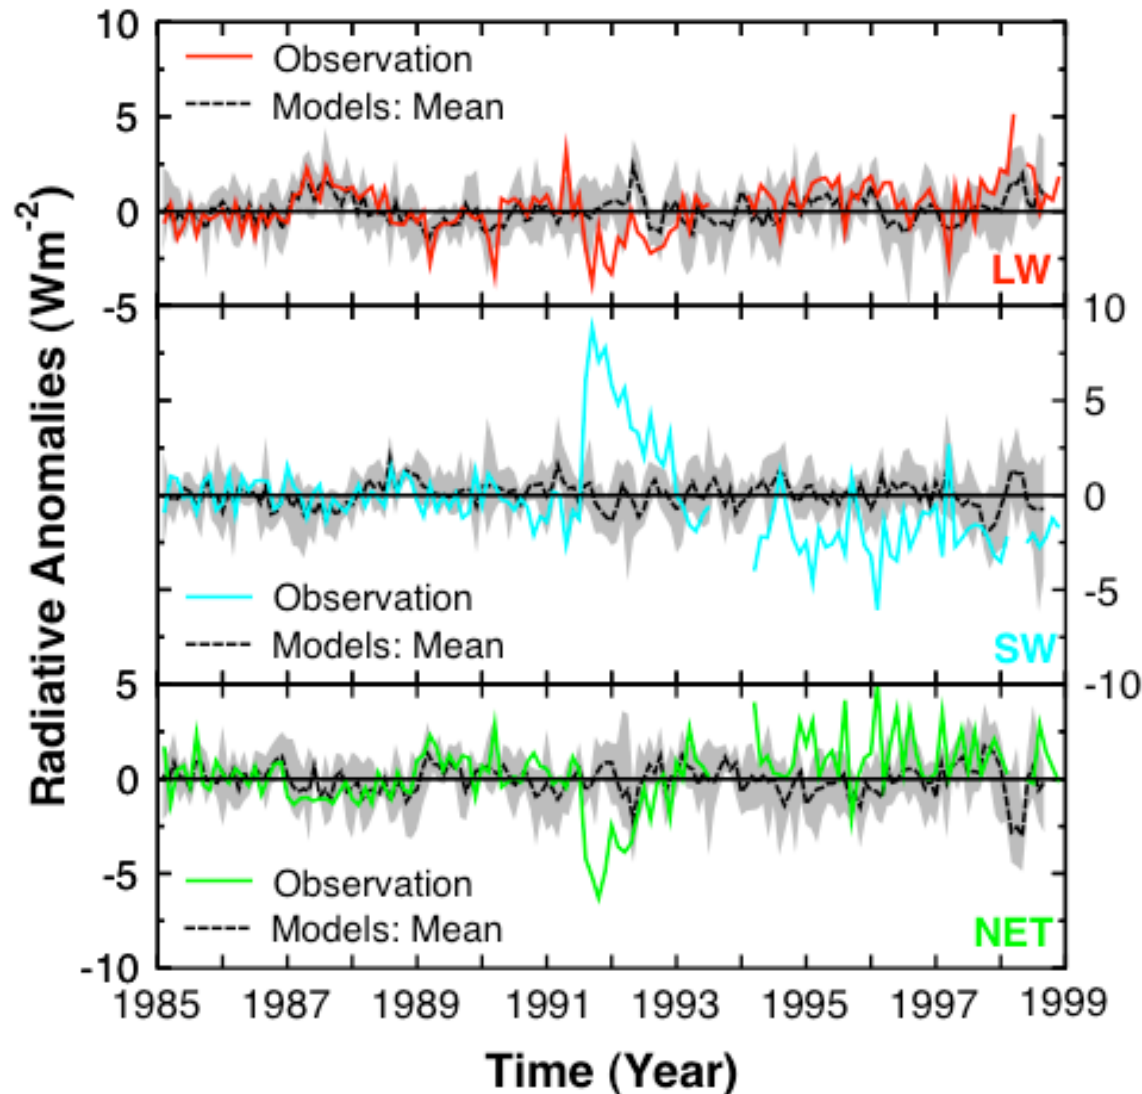 10
Observation
Models: Mean
5
0
LW
-5
10
5
0
Observation
-5
Models: Mean
SW
-10
5
0
-5
Observation
Models: Mean
NET
-10
1985 1987 1989 1991 1993 1995 1997 1999
Time (Year)
Radiative Anomalies (Wm-2)